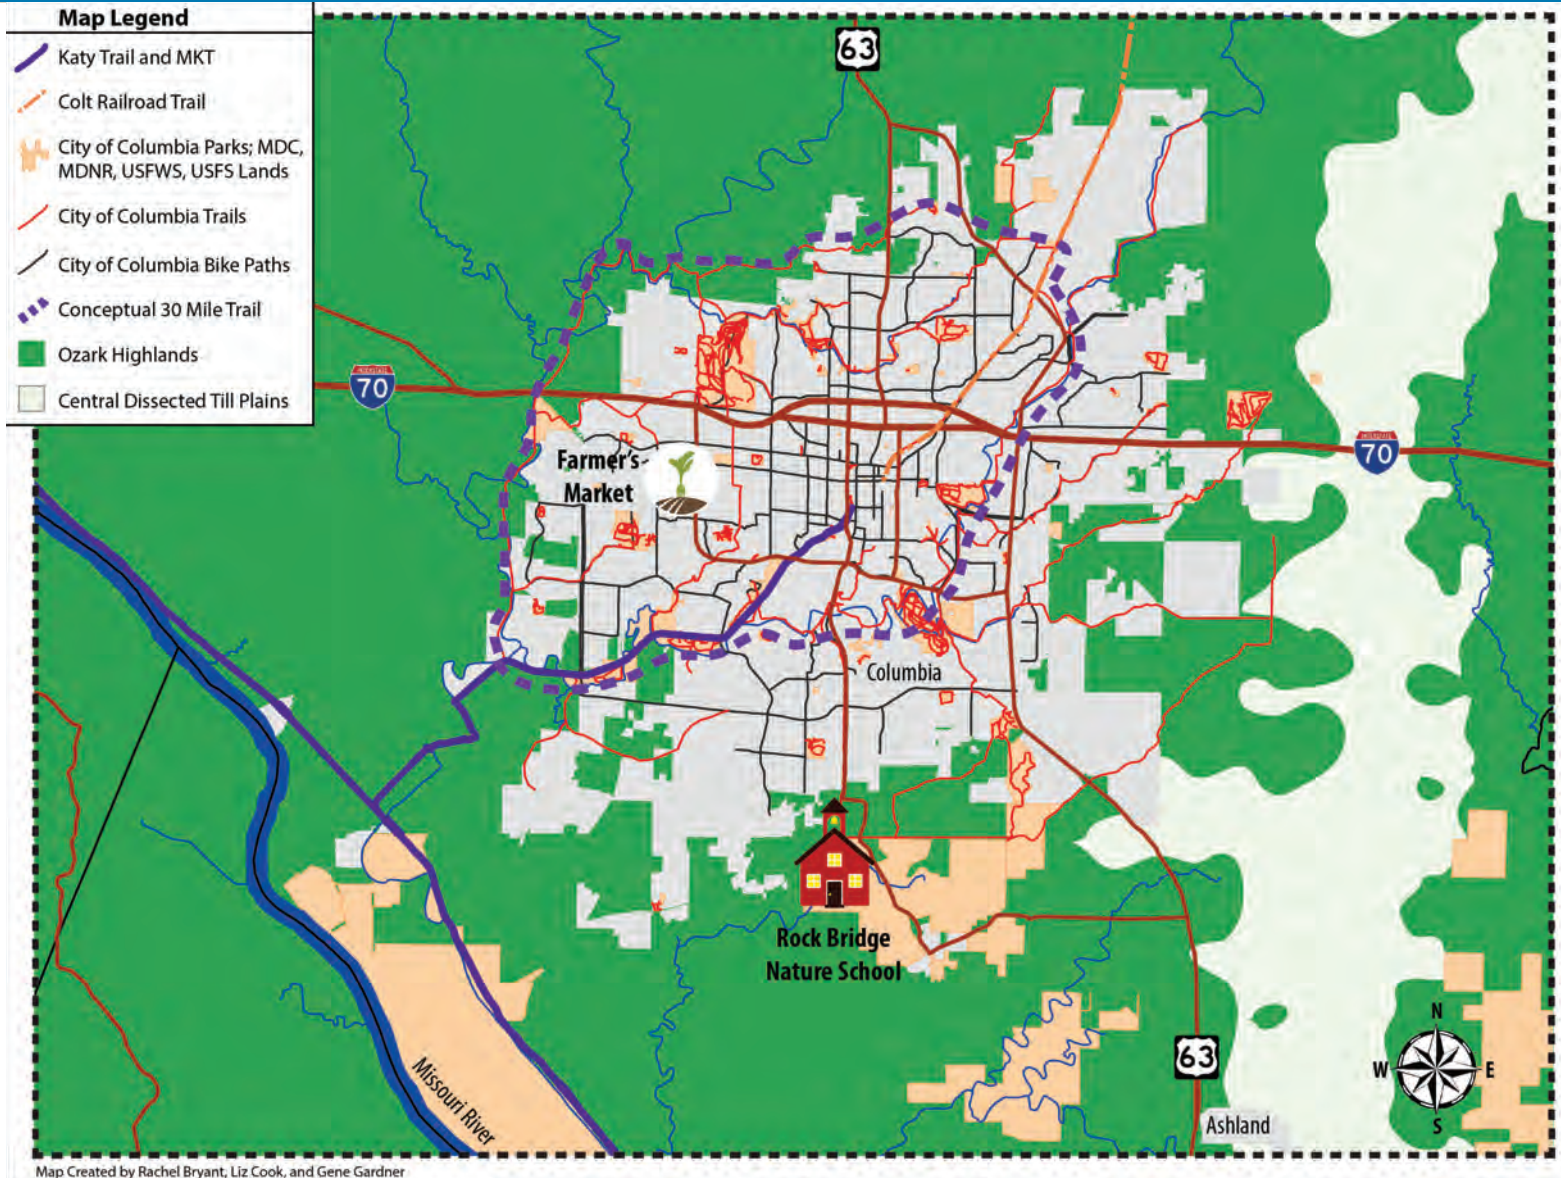 Map Legend
Katy Trail and MKT
Colt Railroad Trail
City of Columbia Parks; MDC,
MDNR, USFWS, USFS Lands
City of Columbia Trails
City of Columbia Bike Paths
Conceptual 30 Mile Trail
Ozark Highlands
Central Dissected Till Plains
63
70
70
Farmer's
Market
Columbia
Rock Bridge
Nature School
Missouri River
63
Ashland
N
W
E
S
Map Created by Rachel Bryant, Liz Cook, and Gene Gardner